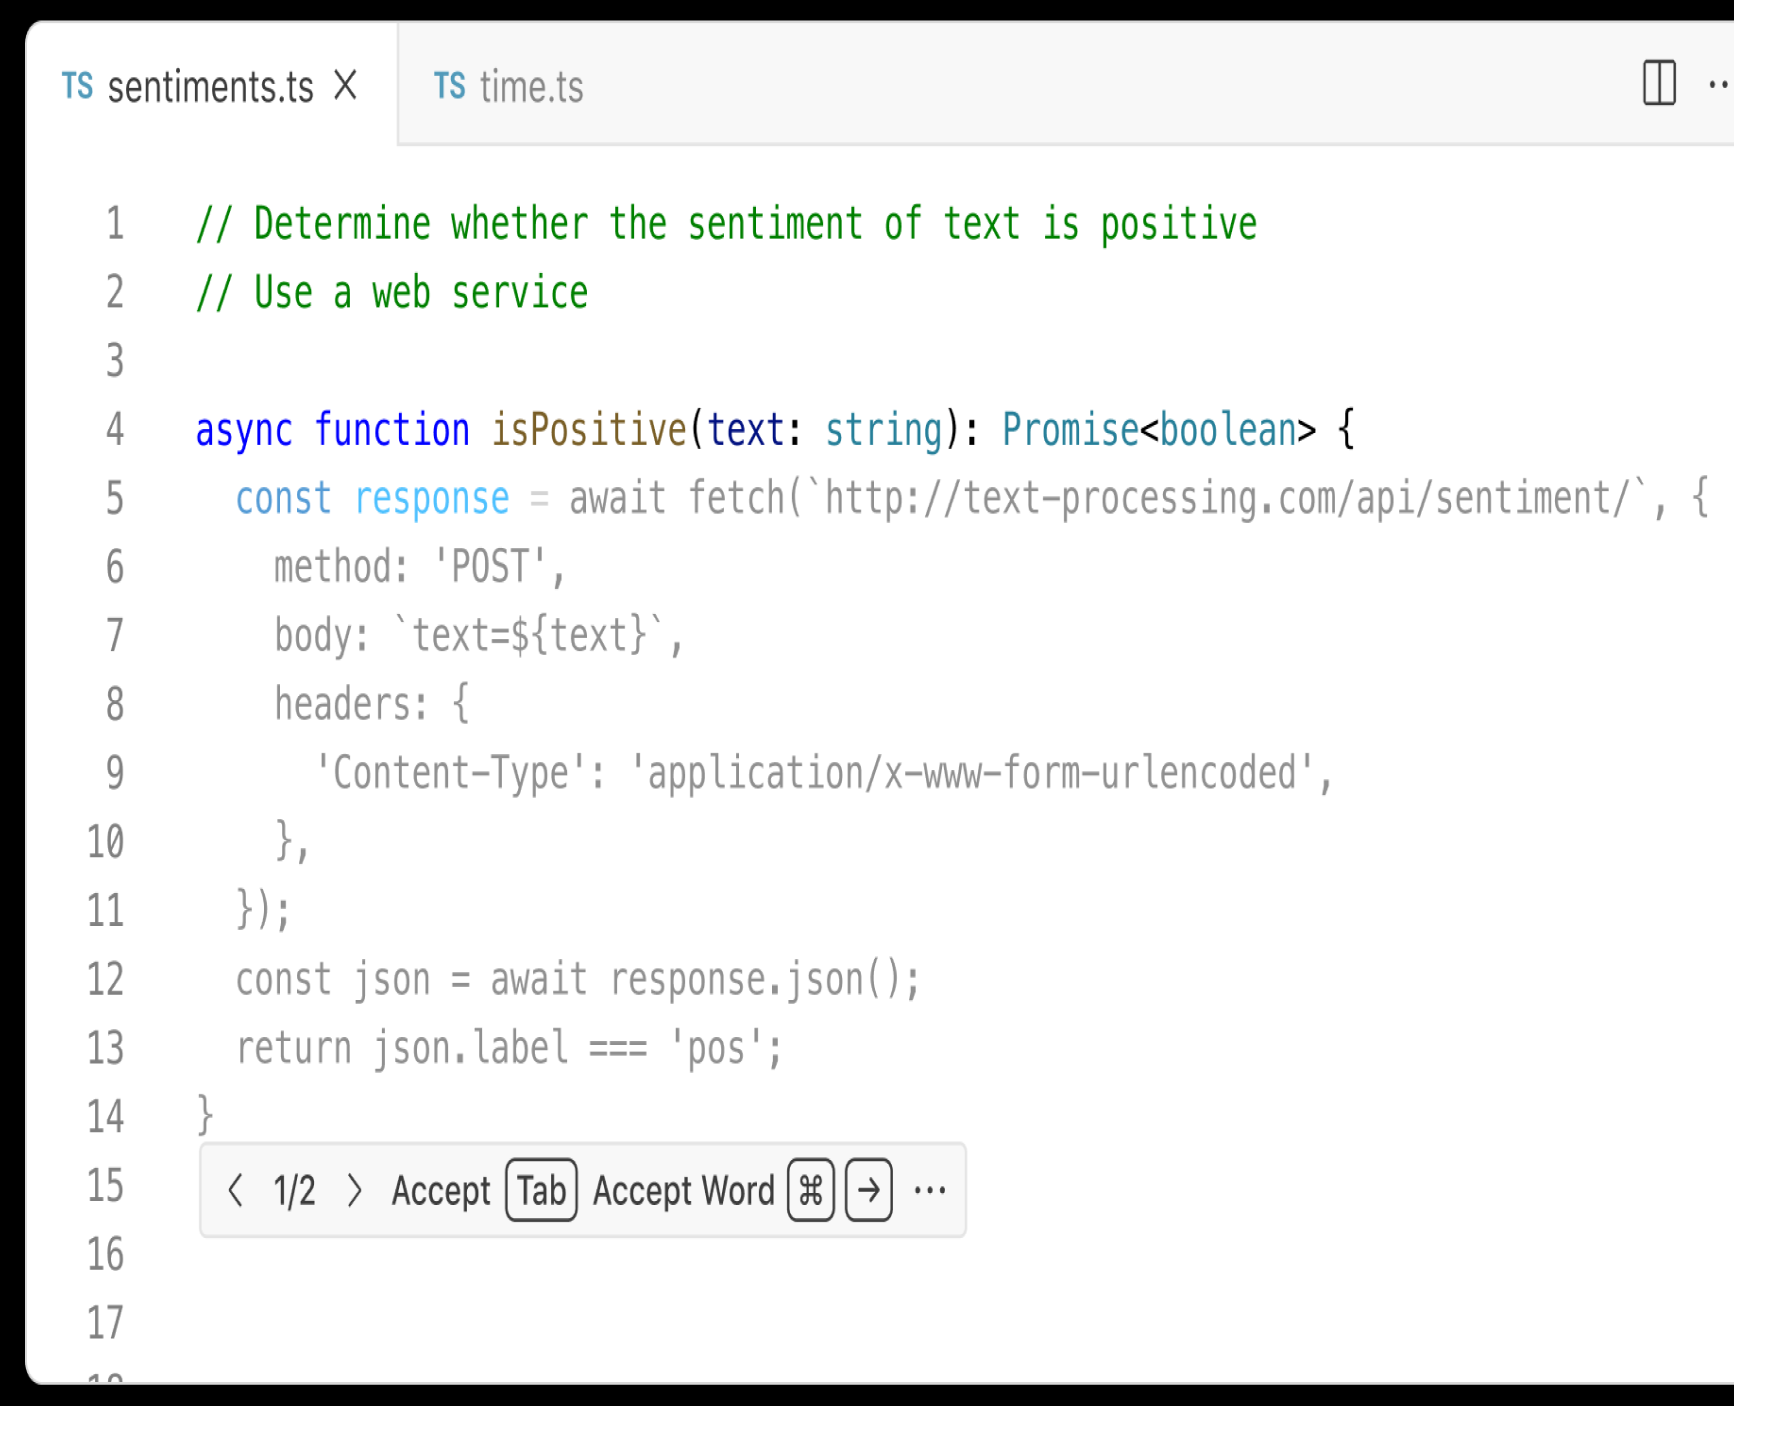 TS sentiments.ts X TS time.ts
1 // Determine whether the sentiment of text is positive
2 // Use a web service
3
4 async function isPositive(text: string): Promise<boolean> {
5   const response = await fetch(`http://text-processing.com/api/sentiment/`, {
6     method: 'POST',
7     body: `text=${text}`,
8     headers: {
9       'Content-Type': 'application/x-www-form-urlencoded',
10     },
11   });
12   const json = await response.json();
13   return json.label === 'pos';
14 }
15 < 1/2 > Accept Tab Accept Word ⌘ → ···
16
17